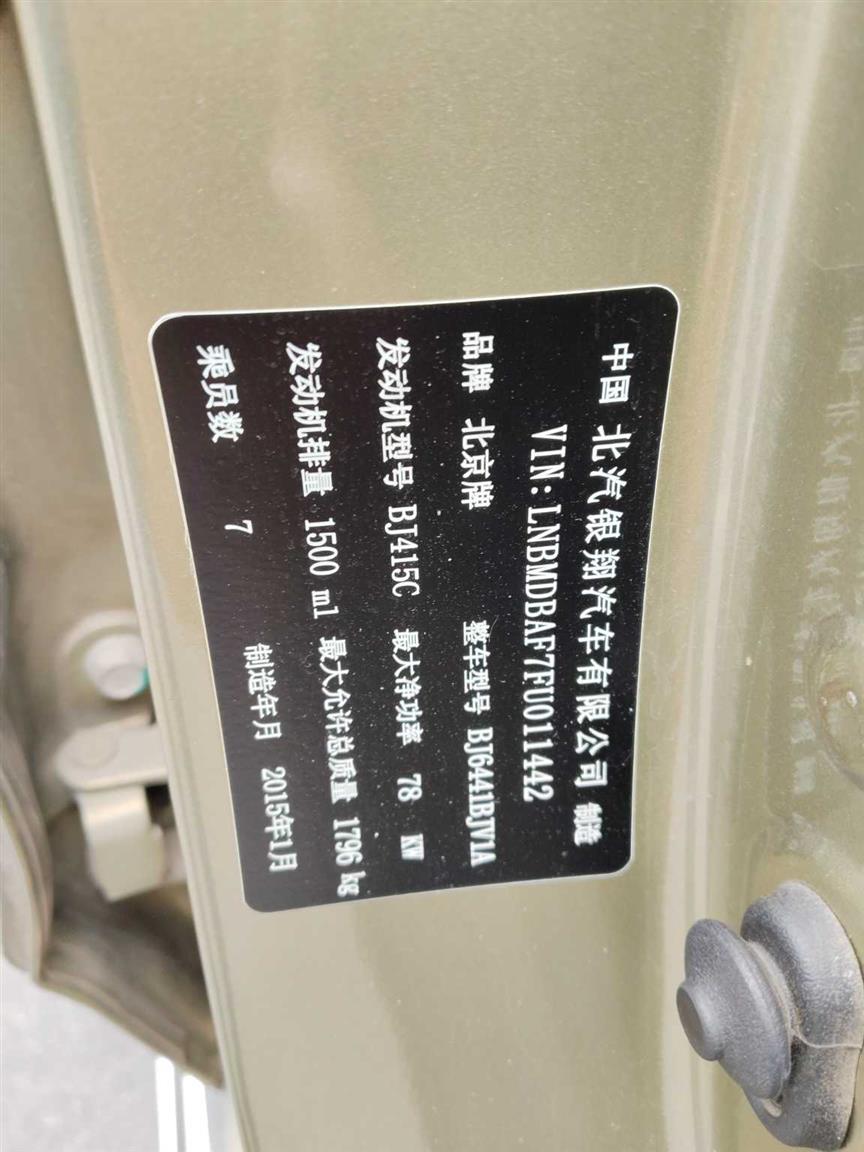 中国 北汽银翔汽车有限公司 制造
VIN:LNBMDBAF7FU011442
品牌 北京牌 整车型号 BJ6441BJV1A
发动机型号 BJ415C 最大净功率 78 KW
发动机排量 1500 ml 最大允许总质量 1796 kg
乘员数 7 制造年月 2015年1月